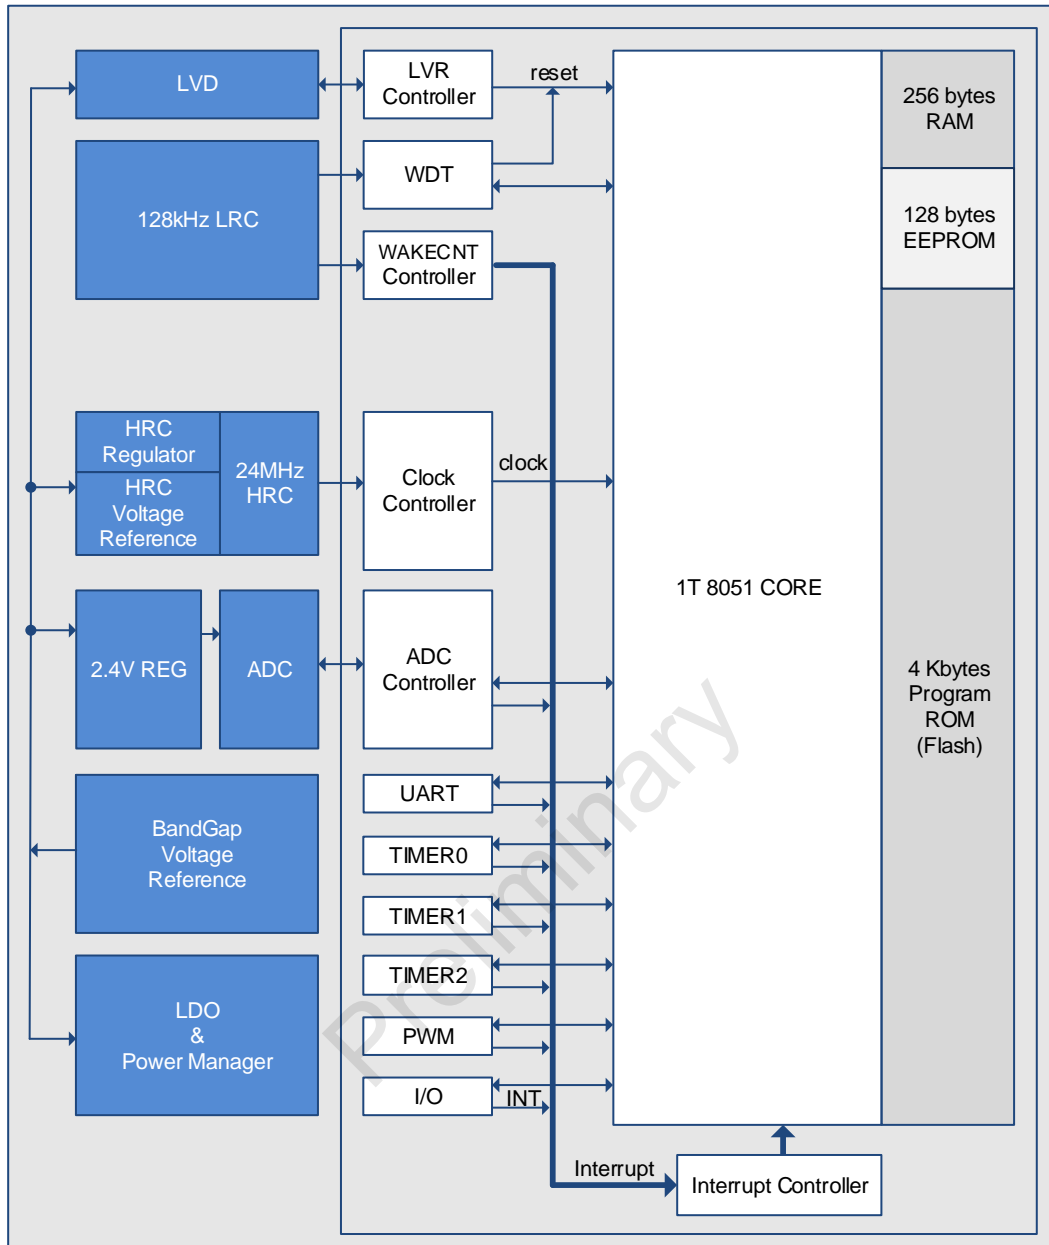 LVD
LVR
Controller
reset
256 bytes
RAM
128kHz LRC
WDT
WAKECNT
Controller
128 bytes
EEPROM
HRC
Regulator
HRC
Voltage
Reference
24MHz
HRC
Clock
Controller
clock
1T 8051 CORE
2.4V REG
ADC
ADC
Controller
4 Kbytes
Program
ROM
(Flash)
UART
BandGap
Voltage
Reference
TIMER0
TIMER1
TIMER2
LDO
&
Power Manager
PWM
I/O
INT
Interrupt
Interrupt Controller
Preliminary